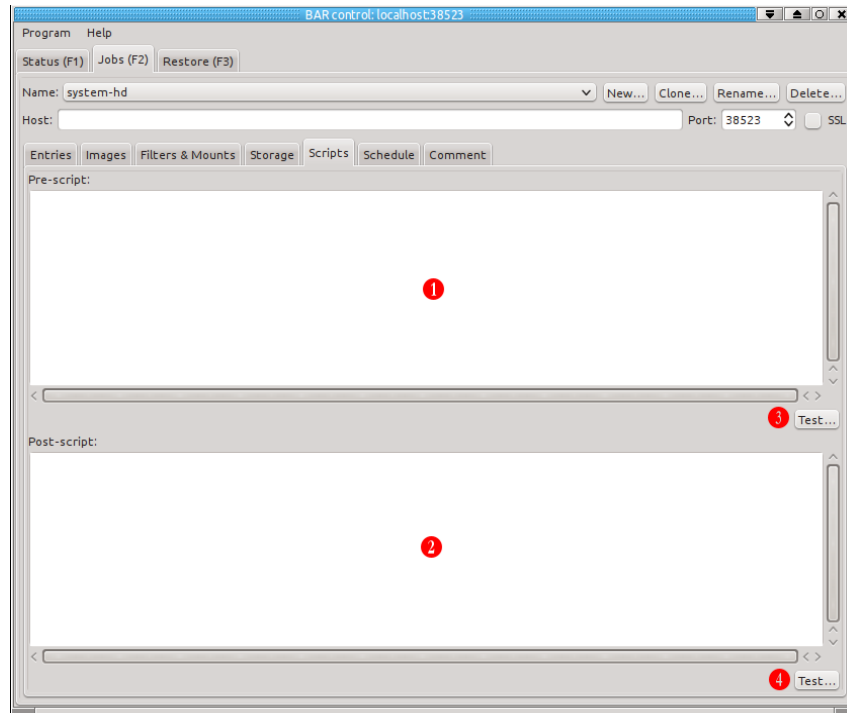 BAR control: localhost:38523
Program Help
Status (F1) Jobs (F2) Restore (F3)
Name: system-hd New... Clone... Rename... Delete...
Host: Port: 38523 SSL
Entries Images Filters & Mounts Storage Scripts Schedule Comment
Pre-script:
1
3 Test...
Post-script:
2
4 Test...